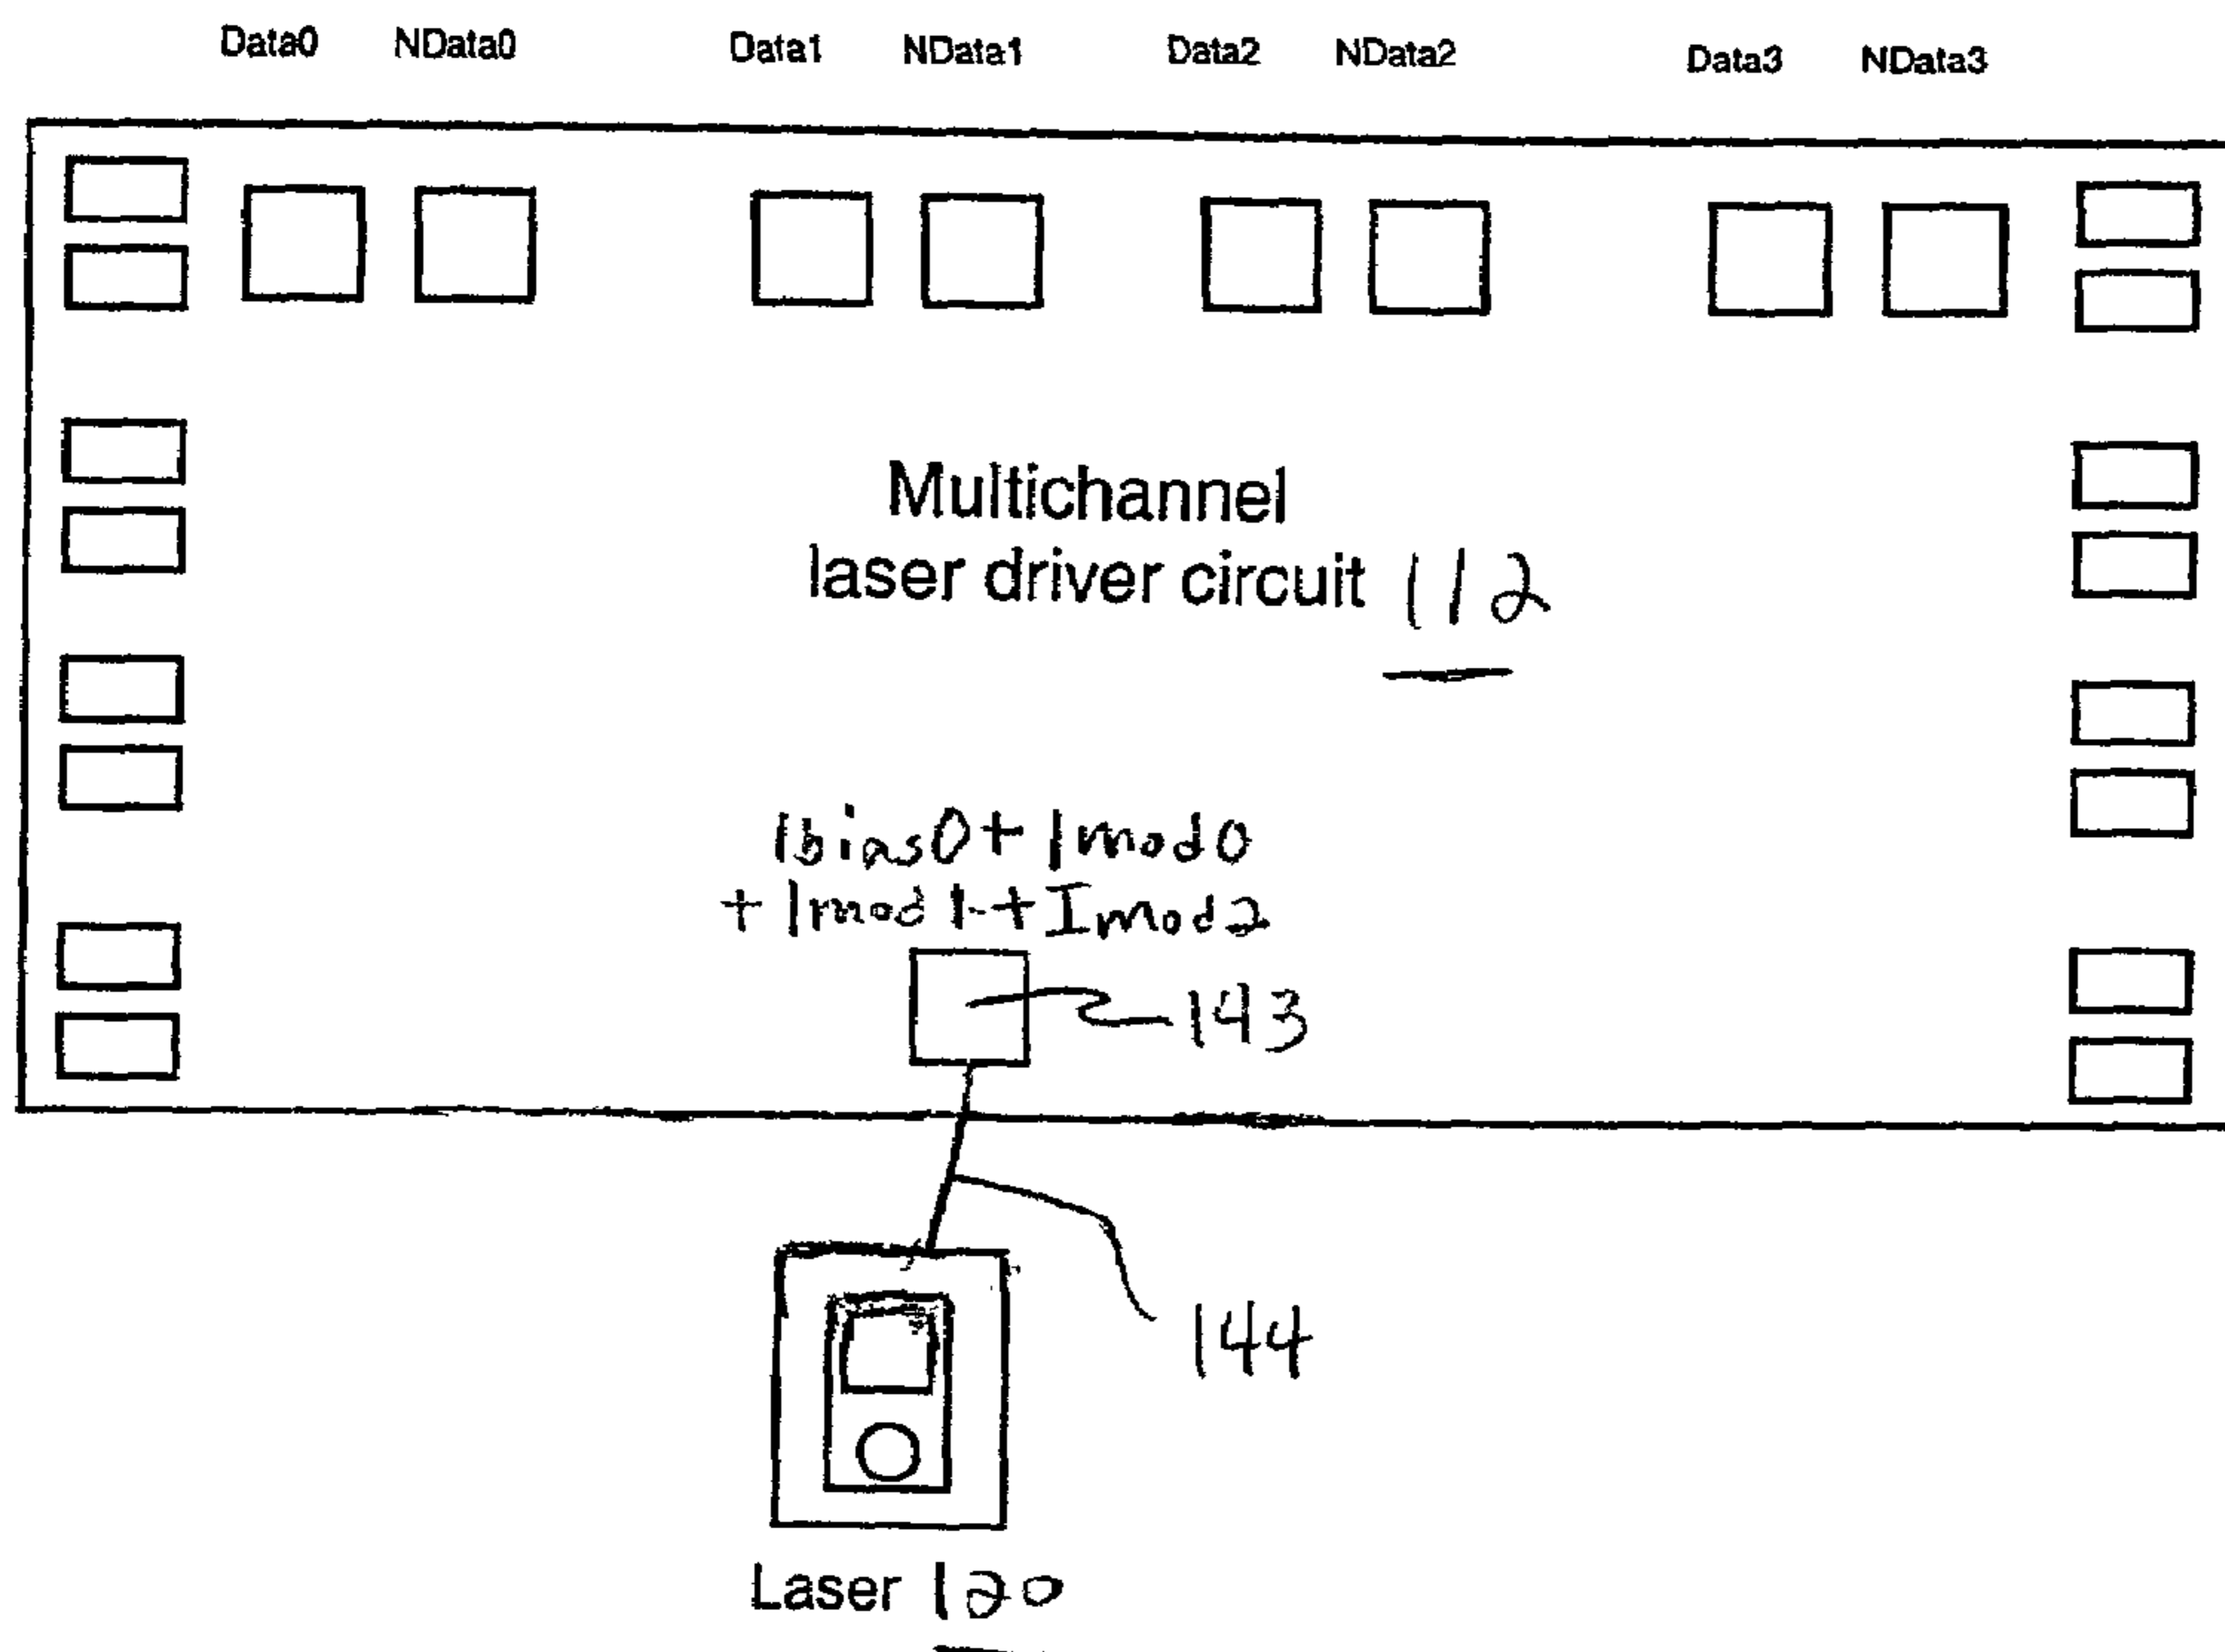 Data0 NData0 Data1 NData1 Data2 NData2 Data3 NData3
Multichannel
laser driver circuit 112
Ibias0+ Imod0
+ Imod1+Imod2
143
144
Laser 120